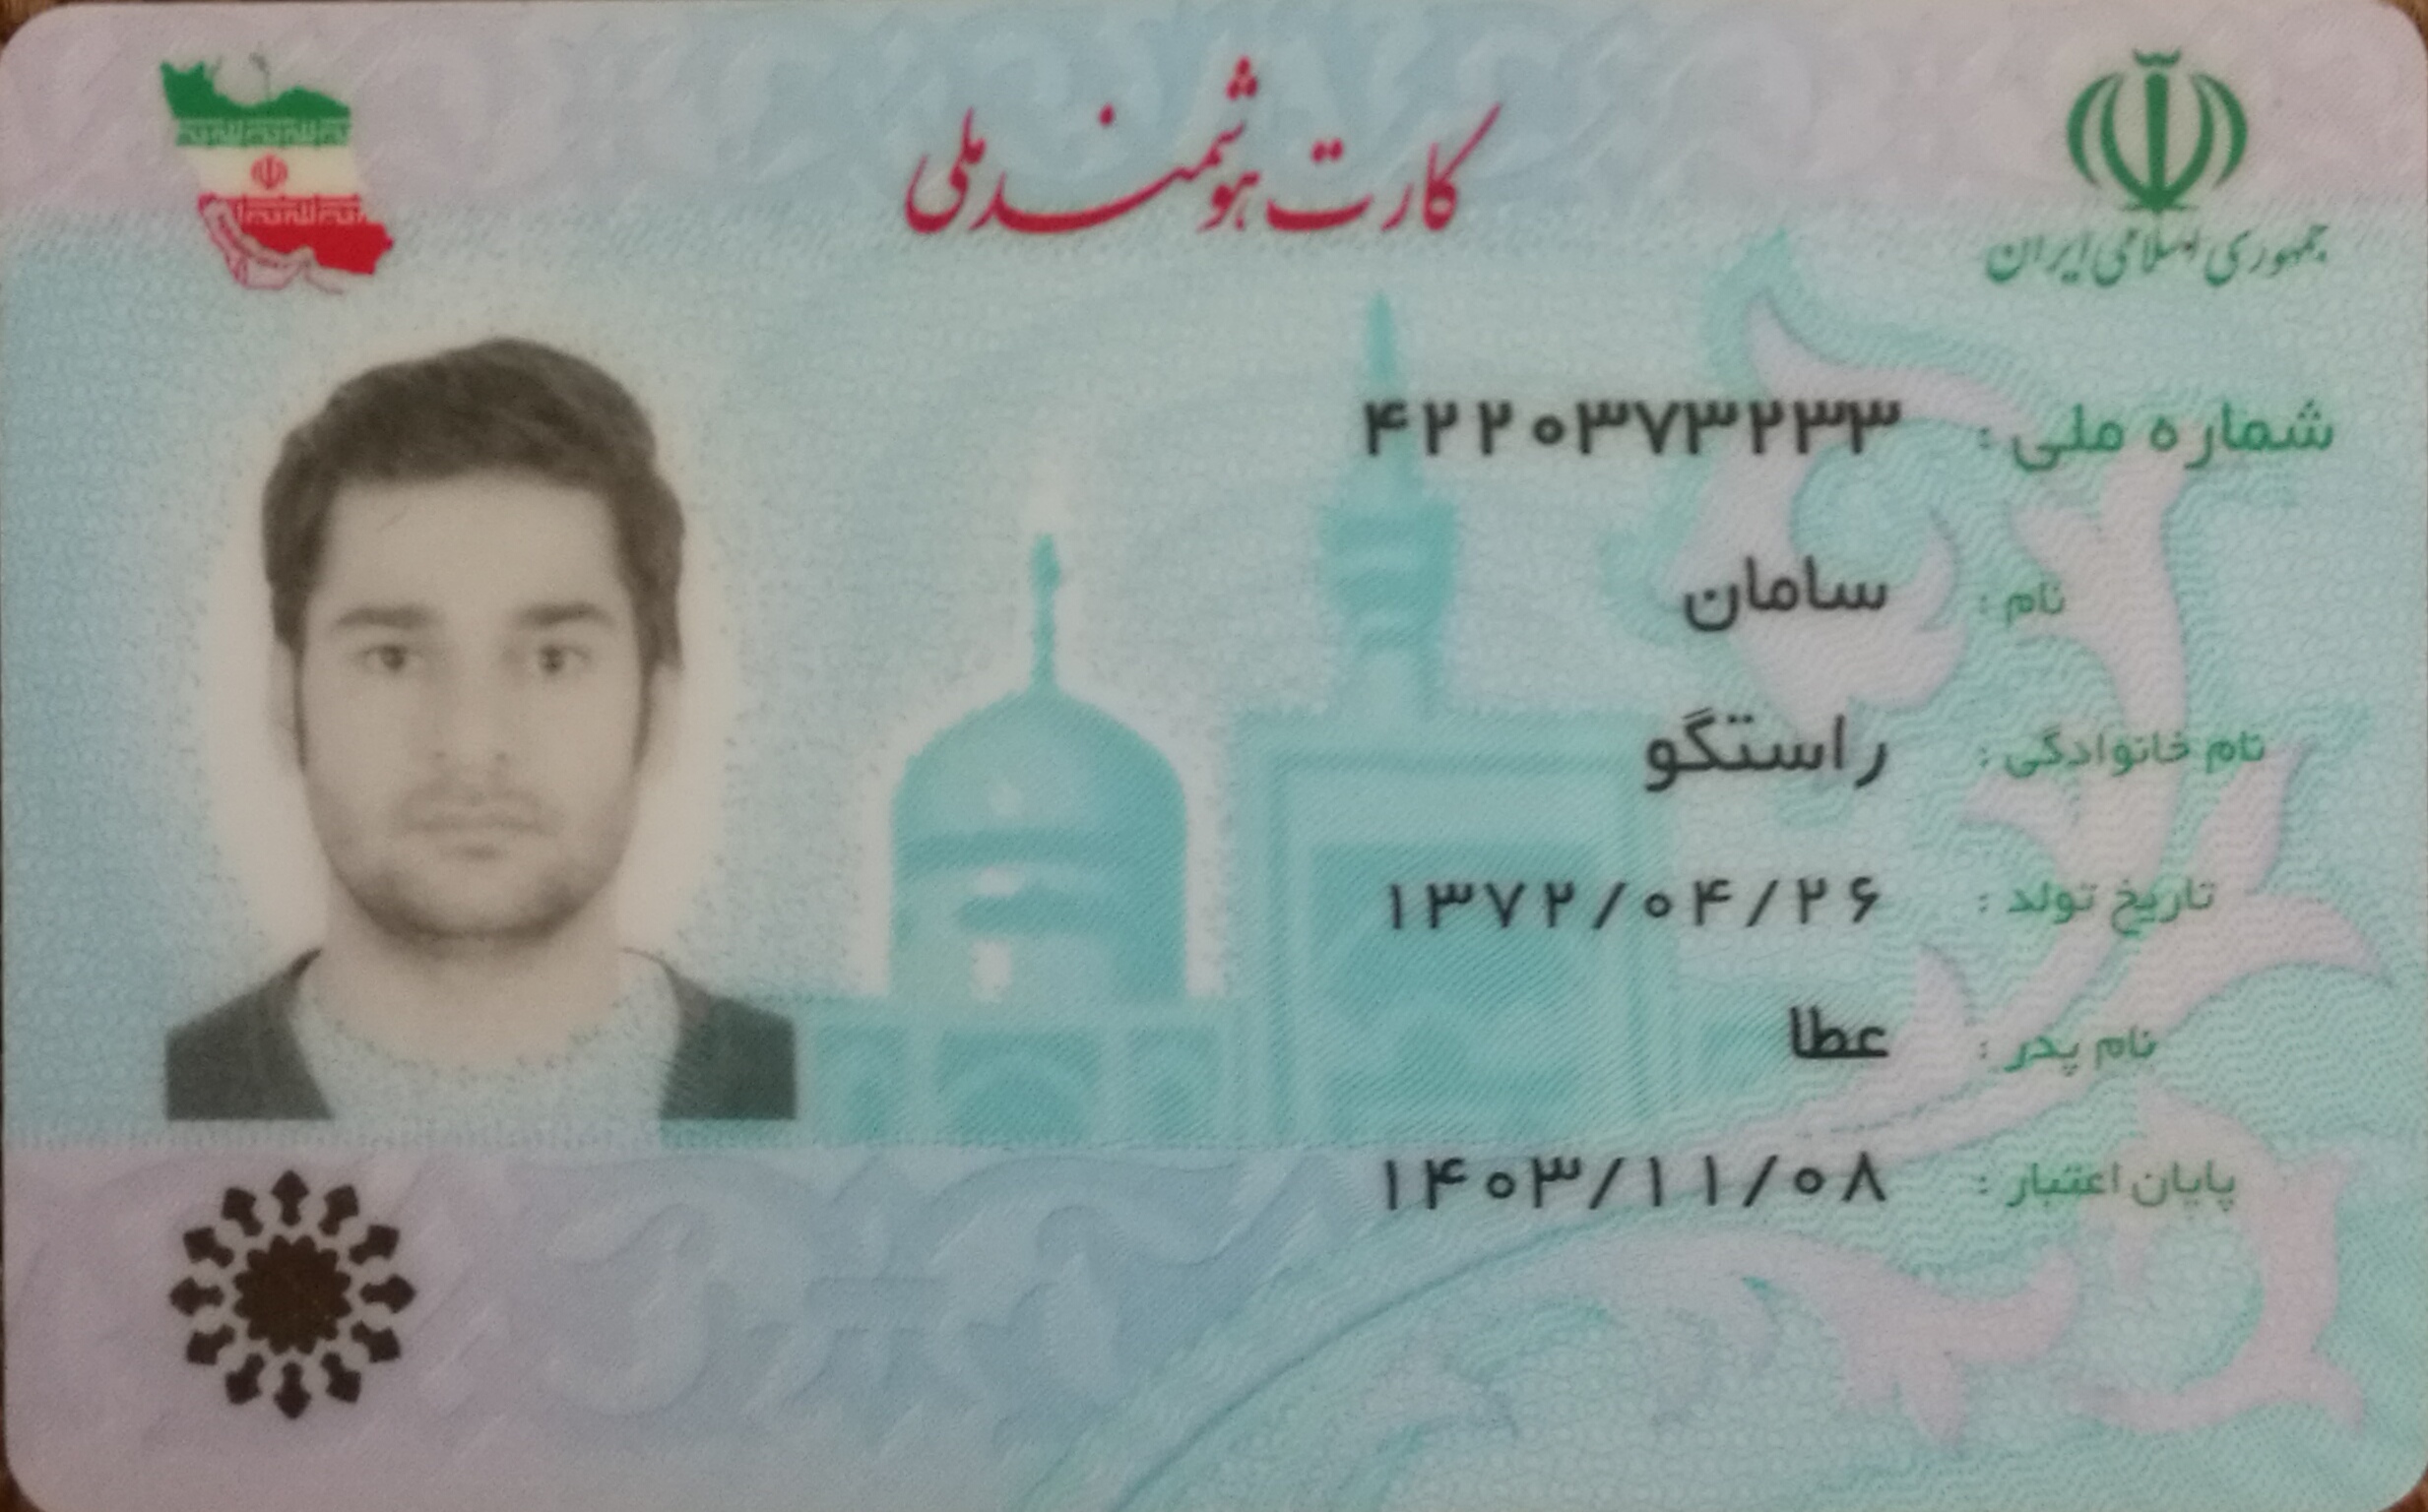 جمهوری اسلامی ایران
کارت هوشمند ملی
شماره ملی : ۴۲۲۰۳۷۳۲۳۳
نام : سامان
نام خانوادگی : راستگو
تاریخ تولد : ۱۳۷۲/۰۴/۲۶
نام پدر : عطا
پایان اعتبار : ۱۴۰۳/۱۱/۰۸